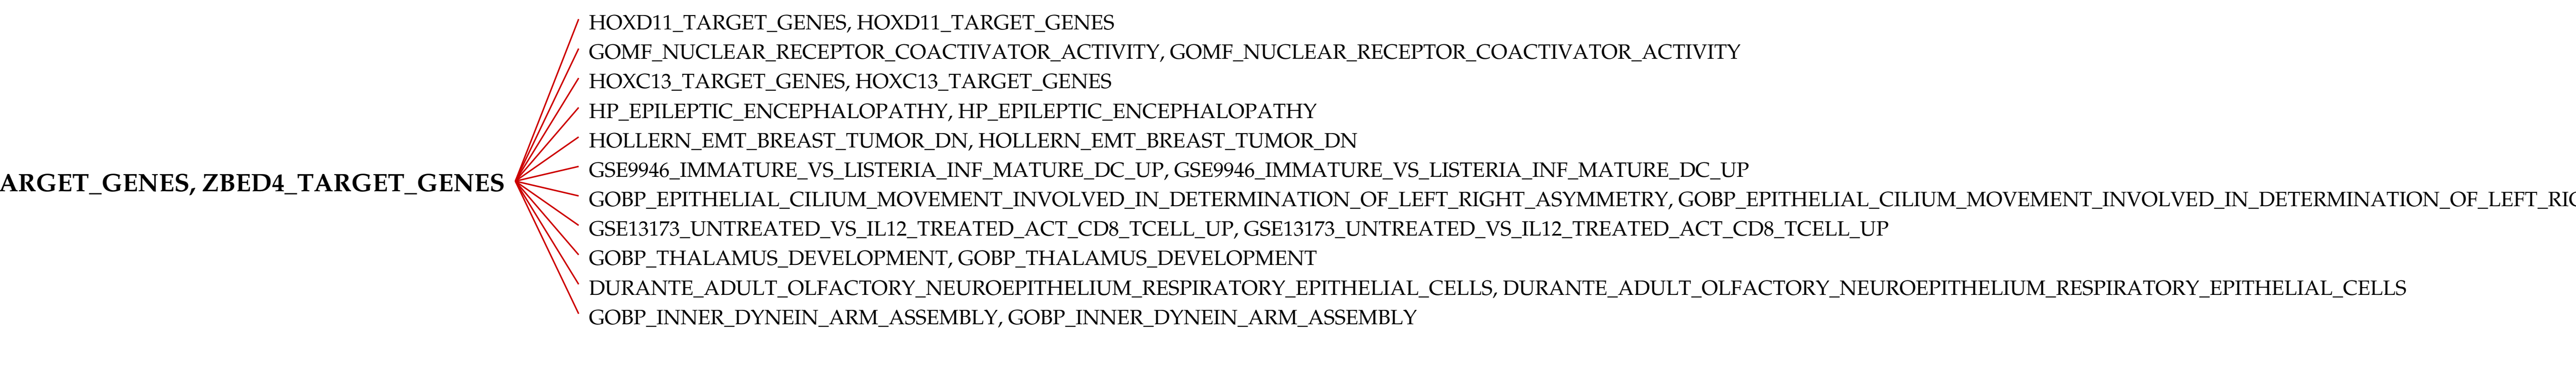 HOXD11_TARGET_GENES, HOXD11_TARGET_GENES
GOMF_NUCLEAR_RECEPTOR_COACTIVATOR_ACTIVITY, GOMF_NUCLEAR_RECEPTOR_COACTIVATOR_ACTIVITY
HOXC13_TARGET_GENES, HOXC13_TARGET_GENES
HP_EPILEPTIC_ENCEPHALOPATHY, HP_EPILEPTIC_ENCEPHALOPATHY
HOLLERN_EMT_BREAST_TUMOR_DN, HOLLERN_EMT_BREAST_TUMOR_DN
GSE9946_IMMATURE_VS_LISTERIA_INF_MATURE_DC_UP, GSE9946_IMMATURE_VS_LISTERIA_INF_MATURE_DC_UP
ARGET_GENES, ZBED4_TARGET_GENES
GOBP_EPITHELIAL_CILIUM_MOVEMENT_INVOLVED_IN_DETERMINATION_OF_LEFT_RIGHT_ASYMMETRY, GOBP_EPITHELIAL_CILIUM_MOVEMENT_INVOLVED_IN_DETERMINATION_OF_LEFT_RI
GSE13173_UNTREATED_VS_IL12_TREATED_ACT_CD8_TCELL_UP, GSE13173_UNTREATED_VS_IL12_TREATED_ACT_CD8_TCELL_UP
GOBP_THALAMUS_DEVELOPMENT, GOBP_THALAMUS_DEVELOPMENT
DURANTE_ADULT_OLFACTORY_NEUROEPITHELIUM_RESPIRATORY_EPITHELIAL_CELLS, DURANTE_ADULT_OLFACTORY_NEUROEPITHELIUM_RESPIRATORY_EPITHELIAL_CELLS
GOBP_INNER_DYNEIN_ARM_ASSEMBLY, GOBP_INNER_DYNEIN_ARM_ASSEMBLY